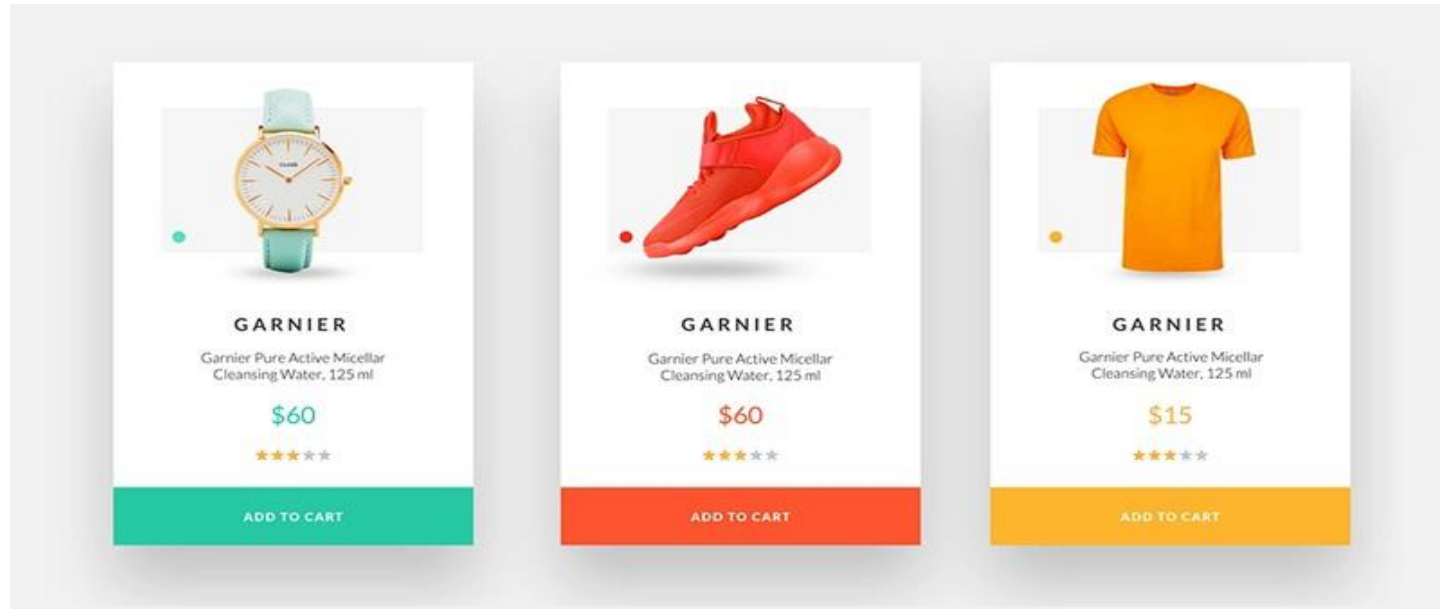 GARNIER
Garnier Pure Active Micellar
Cleansing Water, 125 ml
$60
ADD TO CART
GARNIER
Garnier Pure Active Micellar
Cleansing Water, 125 ml
$60
ADD TO CART
GARNIER
Garnier Pure Active Micellar
Cleansing Water, 125 ml
$15
ADD TO CART